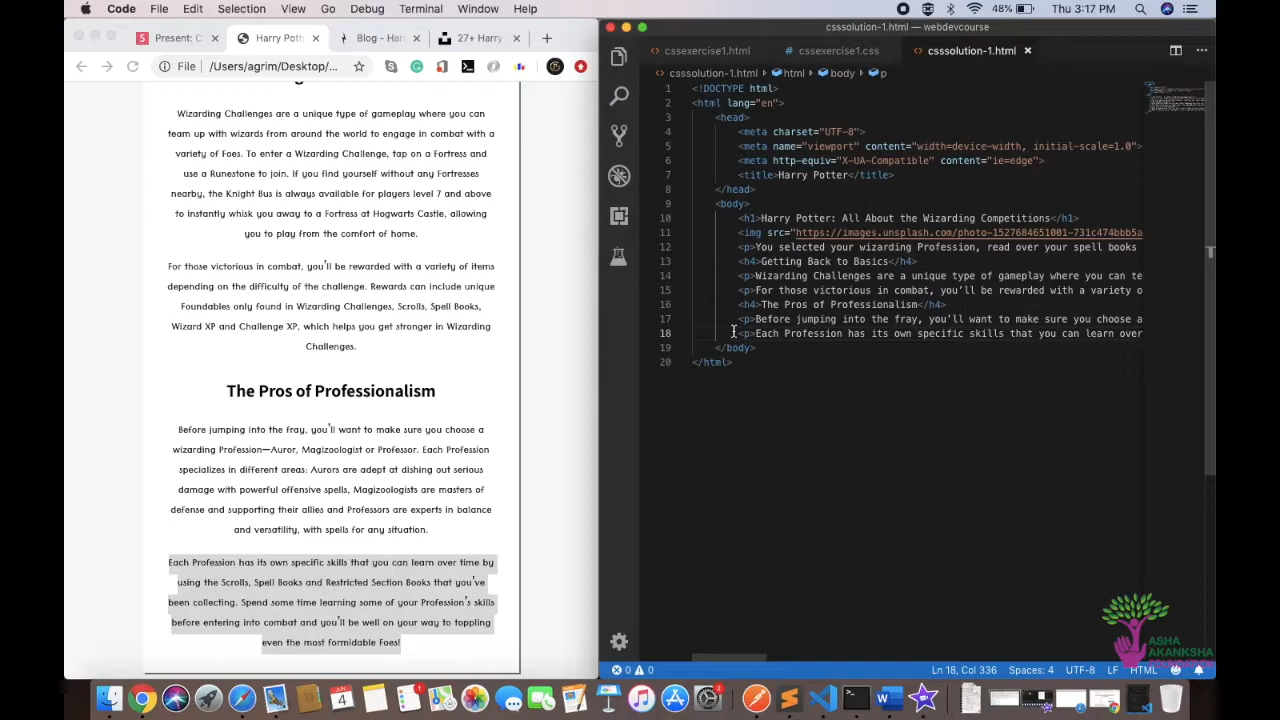 Code File Edit Selection View Go Debug Terminal Window Help 48% Thu 3:17 PM
Present C Harry Pott Blog – Har 27+ Harry
File /Users/agrim/Desktop/...
Wizarding Challenges are a unique type of gameplay where you can
team up with wizards from around the world to engage in combat with a
variety of Foes. To enter a Wizarding Challenge, tap on a Fortress and
use a Runestone to join. If you find yourself without any Fortresses
nearby, the Knight Bus is always available for players level 7 and above
to instantly whisk you away to a Fortress at Hogwarts Castle, allowing
you to play from the comfort of home.
For those victorious in combat, you'll be rewarded with a variety of items
depending on the difficulty of the challenge. Rewards can include unique
Foundables only found in Wizarding Challenges, Scrolls, Spell Books,
Wizard XP and Challenge XP, which helps you get stronger in Wizarding
Challenges.
The Pros of Professionalism
Before jumping into the fray, you'll want to make sure you choose a
wizarding Profession—Auror, Magizoologist or Professor. Each Profession
specializes in different areas: Aurors are adept at dishing out serious
damage with powerful offensive spells, Magizoologists are masters of
defense and supporting their allies and Professors are experts in balance
and versatility, with spells for any situation.
Each Profession has its own specific skills that you can learn over time by
using the Scrolls, Spell Books and Restricted Section Books that you've
been collecting. Spend some time learning some of your Profession's skills
before entering into combat and you'll be well on your way to toppling
even the most formidable Foes!
csssolution-1.html — webdevcourse
cssexercise1.html cssexercise1.css csssolution-1.html
csssolution-1.html html body p
1 <!DOCTYPE html>
2 <html lang="en">
3 <head>
4 <meta charset="UTF-8">
5 <meta name="viewport" content="width=device-width, initial-scale=1.0">
6 <meta http-equiv="X-UA-Compatible" content="ie=edge">
7 <title>Harry Potter</title>
8 </head>
9 <body>
10 <h1>Harry Potter: All About the Wizarding Competitions</h1>
11 <img src="https://images.unsplash.com/photo-1527684651001-731c474bbb5a
12 <p>You selected your wizarding Profession, read over your spell books
13 <h4>Getting Back to Basics</h4>
14 <p>Wizarding Challenges are a unique type of gameplay where you can te
15 <p>For those victorious in combat, you'll be rewarded with a variety o
16 <h4>The Pros of Professionalism</h4>
17 <p>Before jumping into the fray, you'll want to make sure you choose a
18 <p>Each Profession has its own specific skills that you can learn over
19 </body>
20 </html>
ASHA
AKANKSHA
FOUNDATION
0 0 Ln 18, Col 336 Spaces: 4 UTF-8 LF HTML